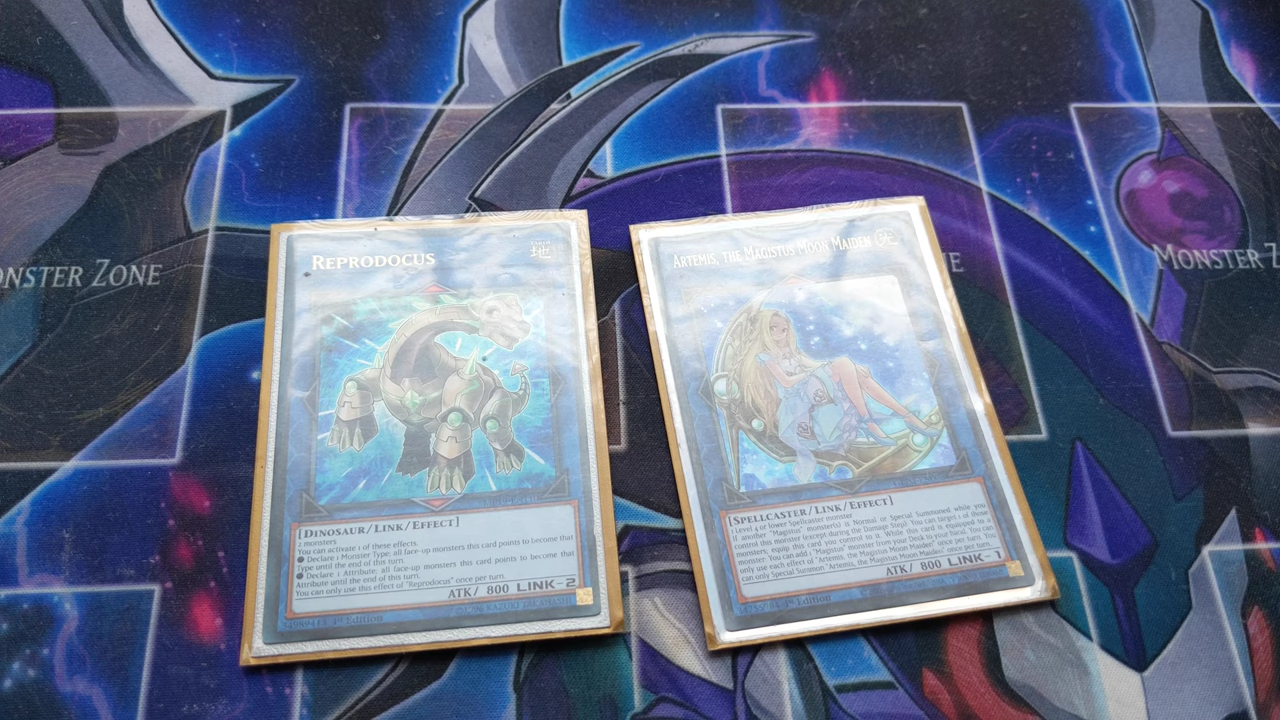 MONSTER ZONE
MONSTER ZONE
REPRODOCUS
[DINOSAUR/LINK/EFFECT]
2 monsters
You can activate 1 of these effects.
● Declare 1 Monster Type; all face-up monsters this card points to become that
Type until the end of this turn.
● Declare 1 Attribute; all face-up monsters this card points to become that
Attribute until the end of this turn.
You can only use this effect of "Reprodocus" once per turn.
ATK/ 800 LINK-2
1st Edition
KAZUKI TAKAHASHI
ARTEMIS, THE MAGISTUS MOON MAIDEN
[SPELLCASTER/LINK/EFFECT]
1 Level 4 or lower Spellcaster monster
If another "Magistus" monster(s) is Normal or Special Summoned while you
control this monster (except during the Damage Step): You can target 1 of those
monsters; equip this card you control to it. While this card is equipped to a
monster: You can add 1 "Magistus" monster from your Deck to your hand. You can
only use each effect of "Artemis, the Magistus Moon Maiden" once per turn. You
can only Special Summon "Artemis, the Magistus Moon Maiden" once per turn.
ATK/ 800 LINK-1
1st Edition